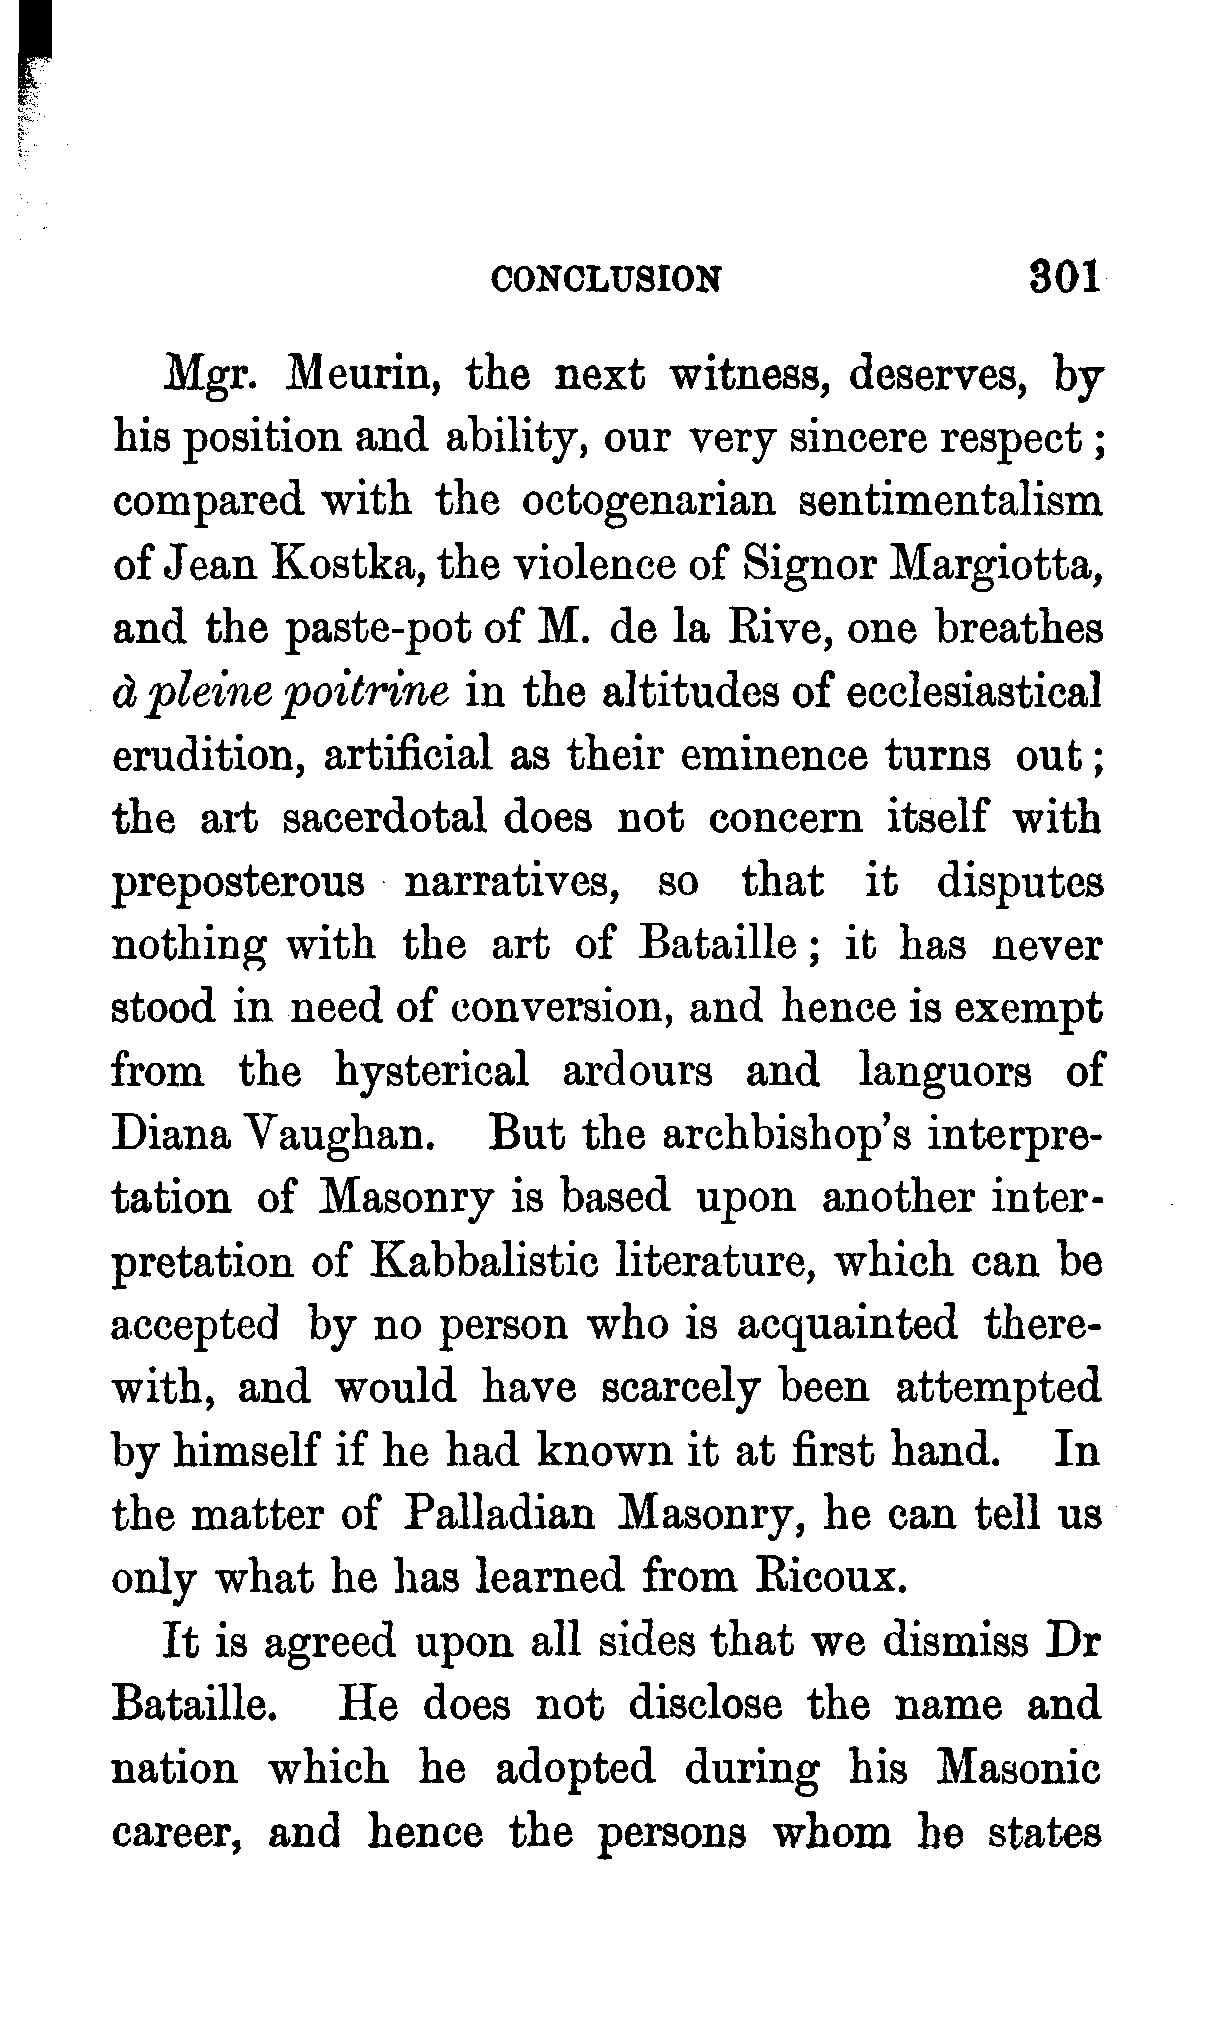 CONCLUSION 301
Mgr. Meurin, the next witness, deserves, by
his position and ability, our very sincere respect ;
compared with the octogenarian sentimentalism
of Jean Kostka, the violence of Signor Margiotta,
and the paste-pot of M. de la Rive, one breathes
à pleine poitrine in the altitudes of ecclesiastical
erudition, artificial as their eminence turns out ;
the art sacerdotal does not concern itself with
preposterous narratives, so that it disputes
nothing with the art of Bataille ; it has never
stood in need of conversion, and hence is exempt
from the hysterical ardours and languors of
Diana Vaughan. But the archbishop's interpre-
tation of Masonry is based upon another inter-
pretation of Kabbalistic literature, which can be
accepted by no person who is acquainted there-
with, and would have scarcely been attempted
by himself if he had known it at first hand. In
the matter of Palladian Masonry, he can tell us
only what he has learned from Ricoux.
It is agreed upon all sides that we dismiss Dr
Bataille. He does not disclose the name and
nation which he adopted during his Masonic
career, and hence the persons whom he states